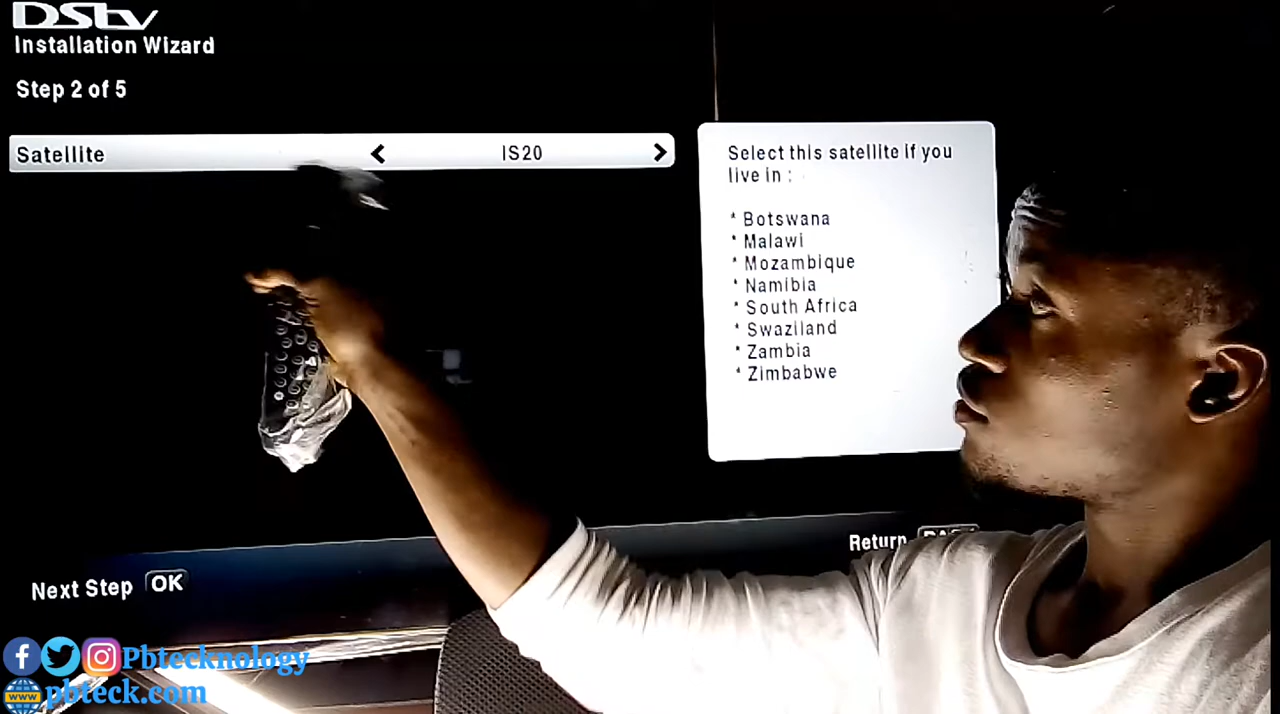 DStv
Installation Wizard
Step 2 of 5
Satellite < IS20 >
Select this satellite if you
live in :
* Botswana
* Malawi
* Mozambique
* Namibia
* South Africa
* Swaziland
* Zambia
* Zimbabwe
Return
Next Step OK
Pbtecknology
www pbteck.com